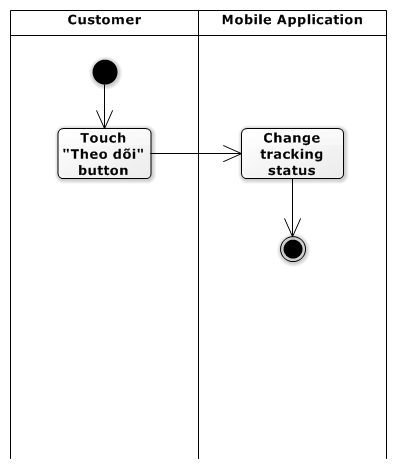 Customer
Mobile Application
Touch
"Theo dõi"
button
Change
tracking
status